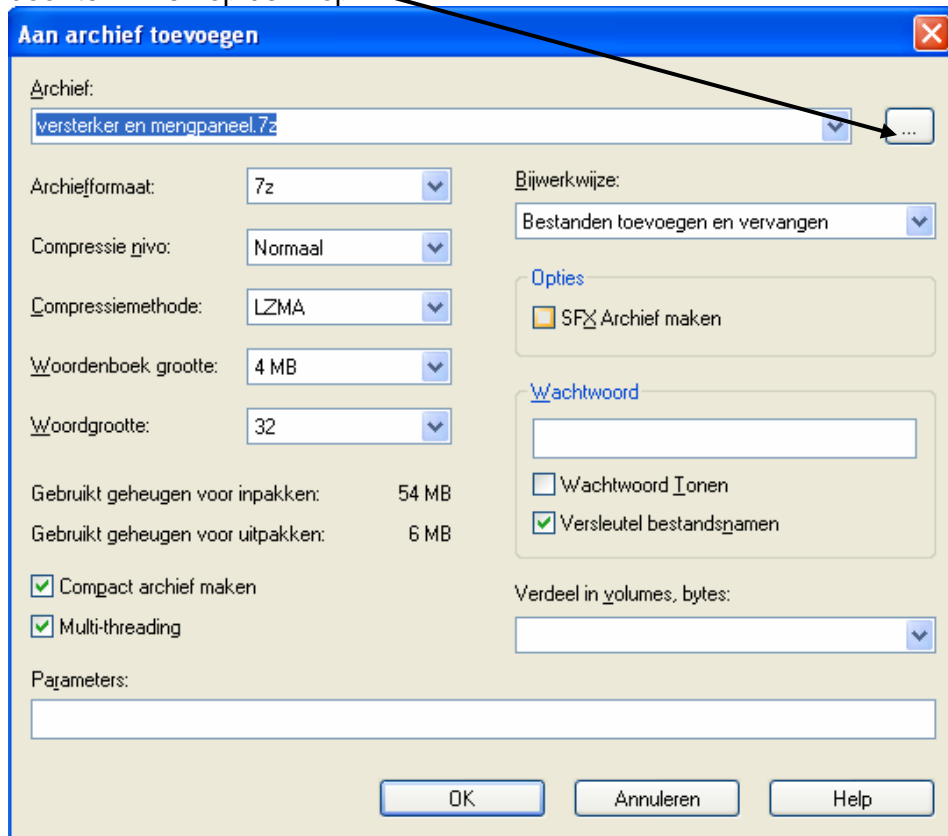 Aan archief toevoegen
Archief:
versterker en mengpaneel.7z
...
Archiefformaat: 7z
Compressie nivo: Normaal
Compressiemethode: LZMA
Woordenboek grootte: 4 MB
Woordgrootte: 32
Gebruikt geheugen voor inpakken: 54 MB
Gebruikt geheugen voor uitpakken: 6 MB
Compact archief maken
Multi-threading
Bijwerkwijze:
Bestanden toevoegen en vervangen
Opties
SFX Archief maken
Wachtwoord
Wachtwoord Tonen
Versleutel bestandsnamen
Verdeel in volumes, bytes:
Parameters:
OK Annuleren Help